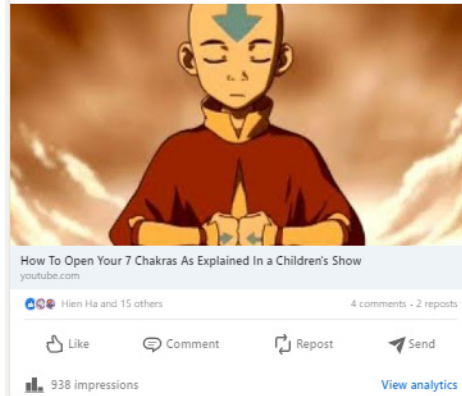 How To Open Your 7 Chakras As Explained In a Children's Show
youtube.com
Hien Ha and 15 others 4 comments - 2 reposts
Like Comment Repost Send
938 impressions View analytics